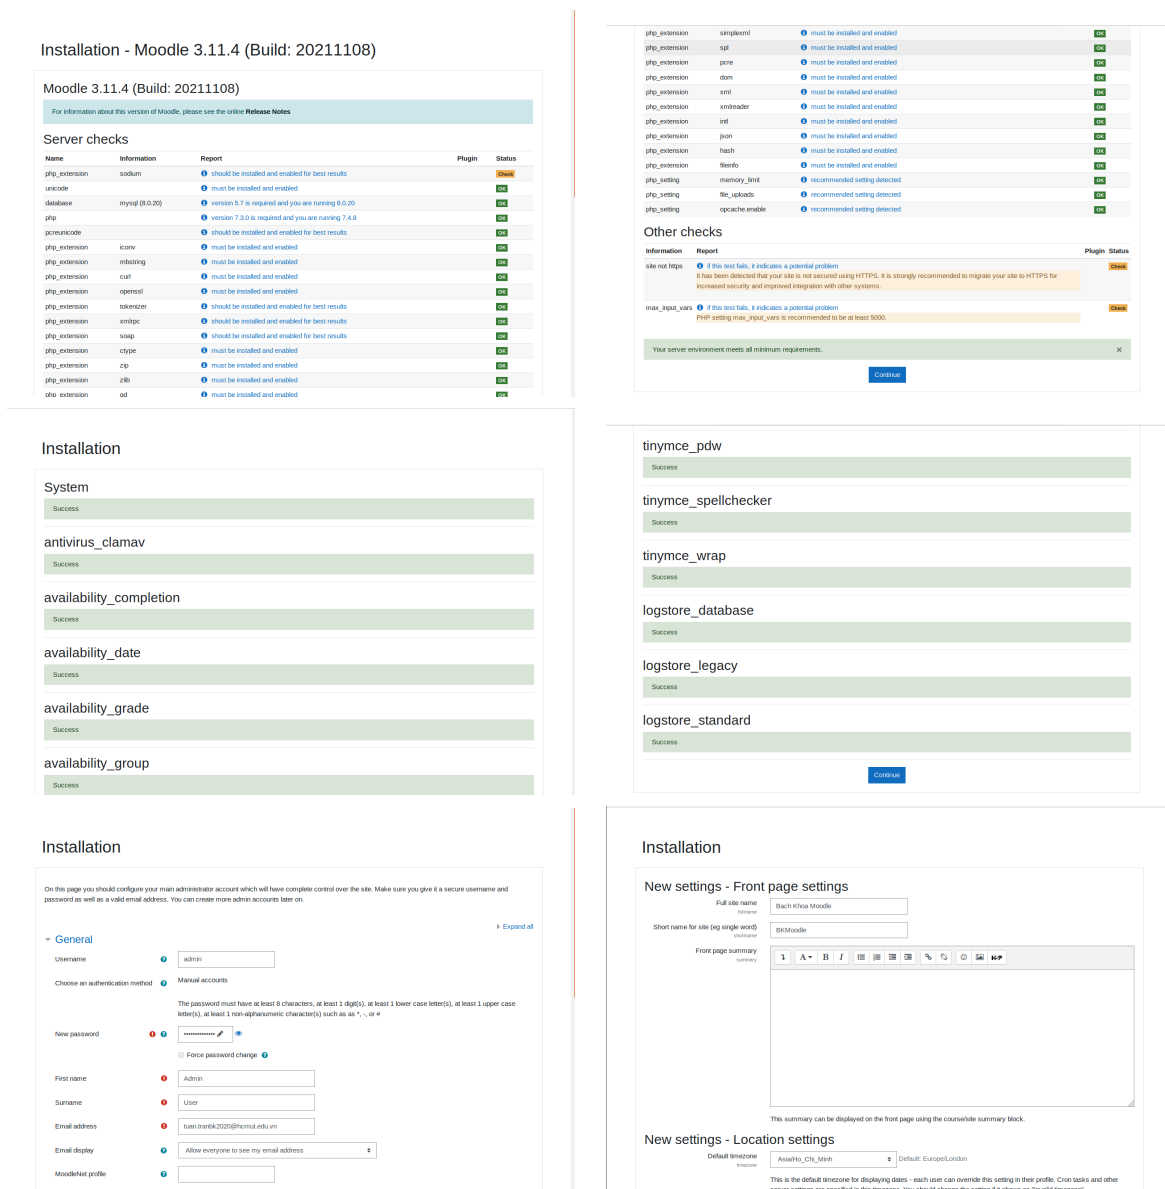 Installation - Moodle 3.11.4 (Build: 20211108)
Moodle 3.11.4 (Build: 20211108)
For information about this version of Moodle, please see the online Release Notes
Server checks
Name Information Report Plugin Status
php_extension sodium should be installed and enabled for best results Check
unicode must be installed and enabled OK
database mysql (8.0.20) version 5.7 is required and you are running 8.0.20 OK
php version 7.3.0 is required and you are running 7.4.8 OK
pcreunicode should be installed and enabled for best results OK
php_extension iconv must be installed and enabled OK
php_extension mbstring must be installed and enabled OK
php_extension curl must be installed and enabled OK
php_extension openssl must be installed and enabled OK
php_extension tokenizer should be installed and enabled for best results OK
php_extension xmlrpc should be installed and enabled for best results OK
php_extension soap should be installed and enabled for best results OK
php_extension ctype must be installed and enabled OK
php_extension zip must be installed and enabled OK
php_extension zlib must be installed and enabled OK
php_extension gd must be installed and enabled OK
php_extension simplexml must be installed and enabled OK
php_extension spl must be installed and enabled OK
php_extension pcre must be installed and enabled OK
php_extension dom must be installed and enabled OK
php_extension xml must be installed and enabled OK
php_extension xmlreader must be installed and enabled OK
php_extension intl must be installed and enabled OK
php_extension json must be installed and enabled OK
php_extension hash must be installed and enabled OK
php_extension fileinfo must be installed and enabled OK
php_setting memory_limit recommended setting detected OK
php_setting file_uploads recommended setting detected OK
php_setting opcache.enable recommended setting detected OK
Other checks
Information Report Plugin Status
site not https if this test fails, it indicates a potential problem Check
It has been detected that your site is not secured using HTTPS. It is strongly recommended to migrate your site to HTTPS for
increased security and improved integration with other systems.
max_input_vars if this test fails, it indicates a potential problem Check
PHP setting max_input_vars is recommended to be at least 5000.
Your server environment meets all minimum requirements. ×
Continue
Installation
System
Success
antivirus_clamav
Success
availability_completion
Success
availability_date
Success
availability_grade
Success
availability_group
Success
tinymce_pdw
Success
tinymce_spellchecker
Success
tinymce_wrap
Success
logstore_database
Success
logstore_legacy
Success
logstore_standard
Success
Continue
Installation
On this page you should configure your main administrator account which will have complete control over the site. Make sure you give it a secure username and
password as well as a valid email address. You can create more admin accounts later on.
Expand all
General
Username admin
Choose an authentication method Manual accounts
The password must have at least 8 characters, at least 1 digit(s), at least 1 lower case letter(s), at least 1 upper case
letter(s), at least 1 non-alphanumeric character(s) such as as *, -, or #
New password
Force password change
First name Admin
Surname User
Email address tuan.tranbk2020@hcmut.edu.vn
Email display Allow everyone to see my email address
MoodleNet profile
Installation
New settings - Front page settings
Full site name Bach Khoa Moodle
fullname
Short name for site (eg single word) BKMoodle
shortname
Front page summary
summary
A B I H-P
This summary can be displayed on the front page using the course/site summary block.
New settings - Location settings
Default timezone Asia/Ho_Chi_Minh Default: Europe/London
timezone
This is the default timezone for displaying dates - each user can override this setting in their profile. Cron tasks and other